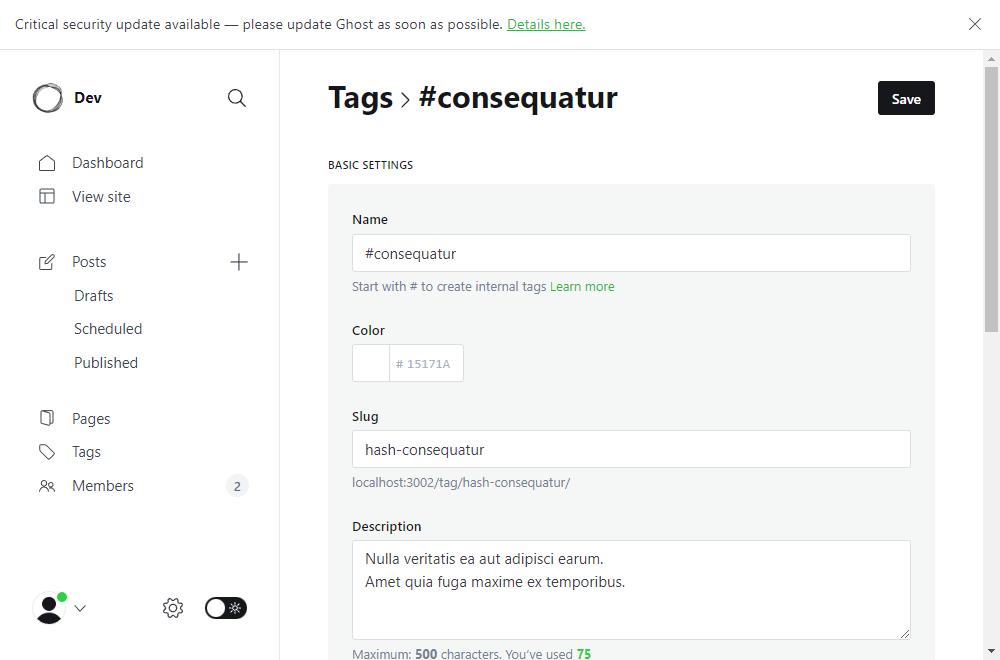 Critical security update available — please update Ghost as soon as possible. Details here.
Dev
Dashboard
View site
Posts
Drafts
Scheduled
Published
Pages
Tags
Members
2
Tags > #consequatur
Save
BASIC SETTINGS
Name
#consequatur
Start with # to create internal tags Learn more
Color
# 15171A
Slug
hash-consequatur
localhost:3002/tag/hash-consequatur/
Description
Nulla veritatis ea aut adipisci earum.
Amet quia fuga maxime ex temporibus.
Maximum: 500 characters. You’ve used 75